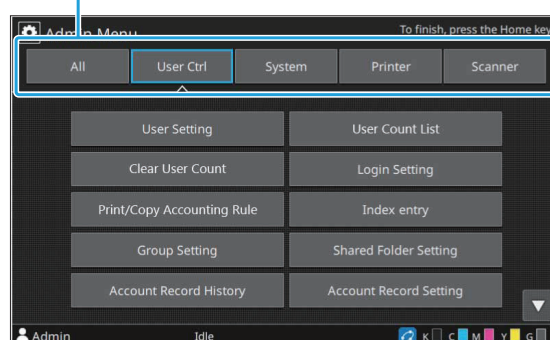 Admin Menu
To finish, press the Home key
All User Ctrl System Printer Scanner
User Setting User Count List
Clear User Count Login Setting
Print/Copy Accounting Rule Index entry
Group Setting Shared Folder Setting
Account Record History Account Record Setting
Admin Idle K C M Y G